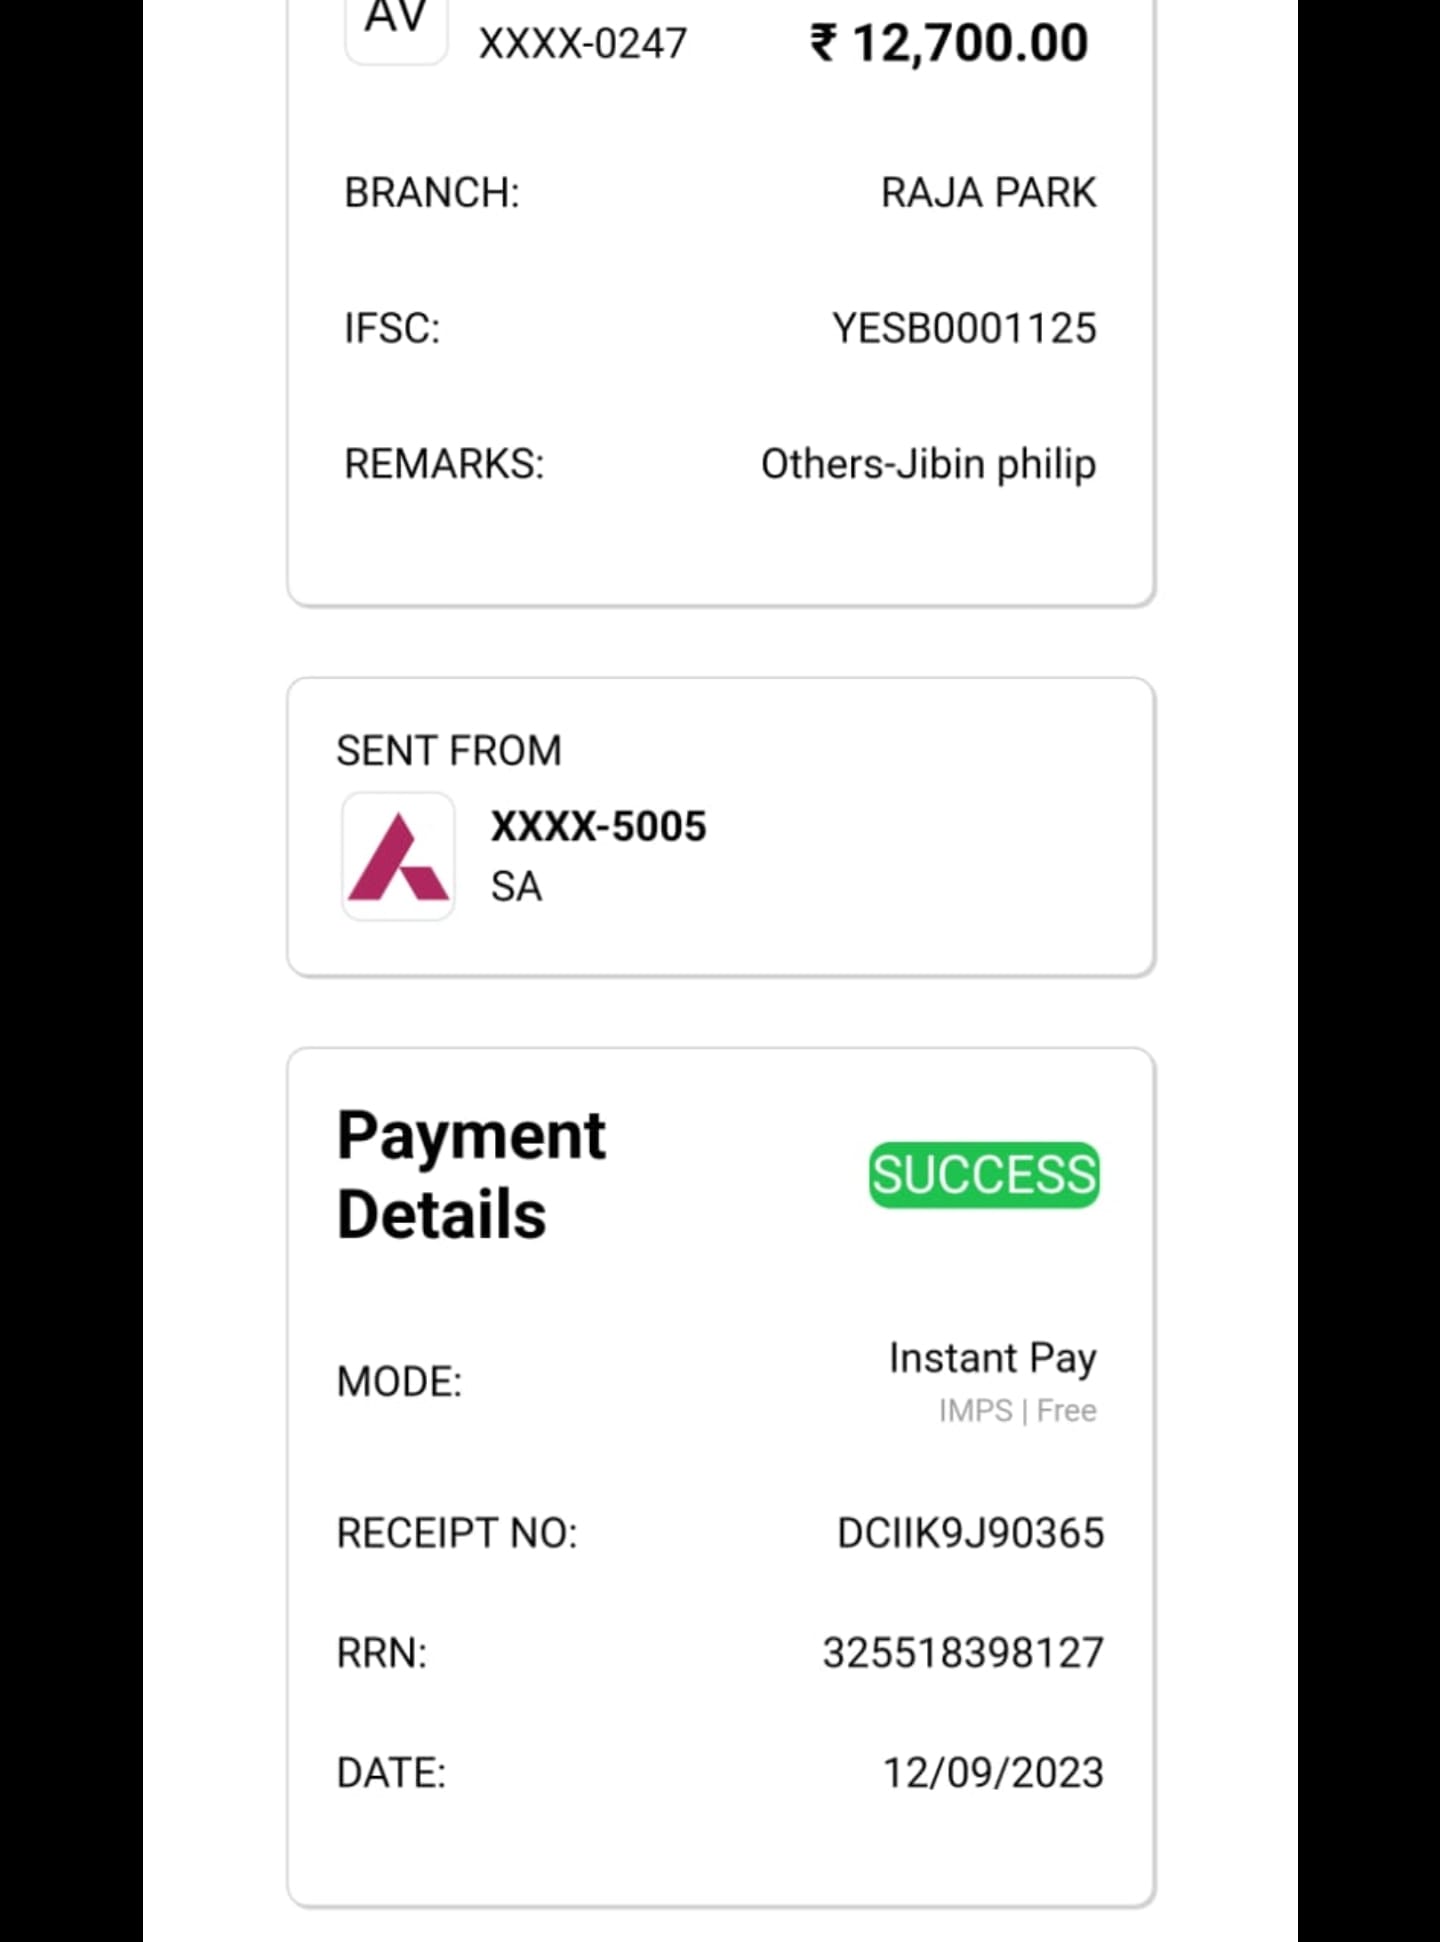 AV
XXXX-0247 ₹ 12,700.00
BRANCH: RAJA PARK
IFSC: YESB0001125
REMARKS: Others-Jibin philip
SENT FROM
XXXX-5005
SA
Payment
Details
SUCCESS
MODE: Instant Pay
IMPS | Free
RECEIPT NO: DCIIK9J90365
RRN: 325518398127
DATE: 12/09/2023